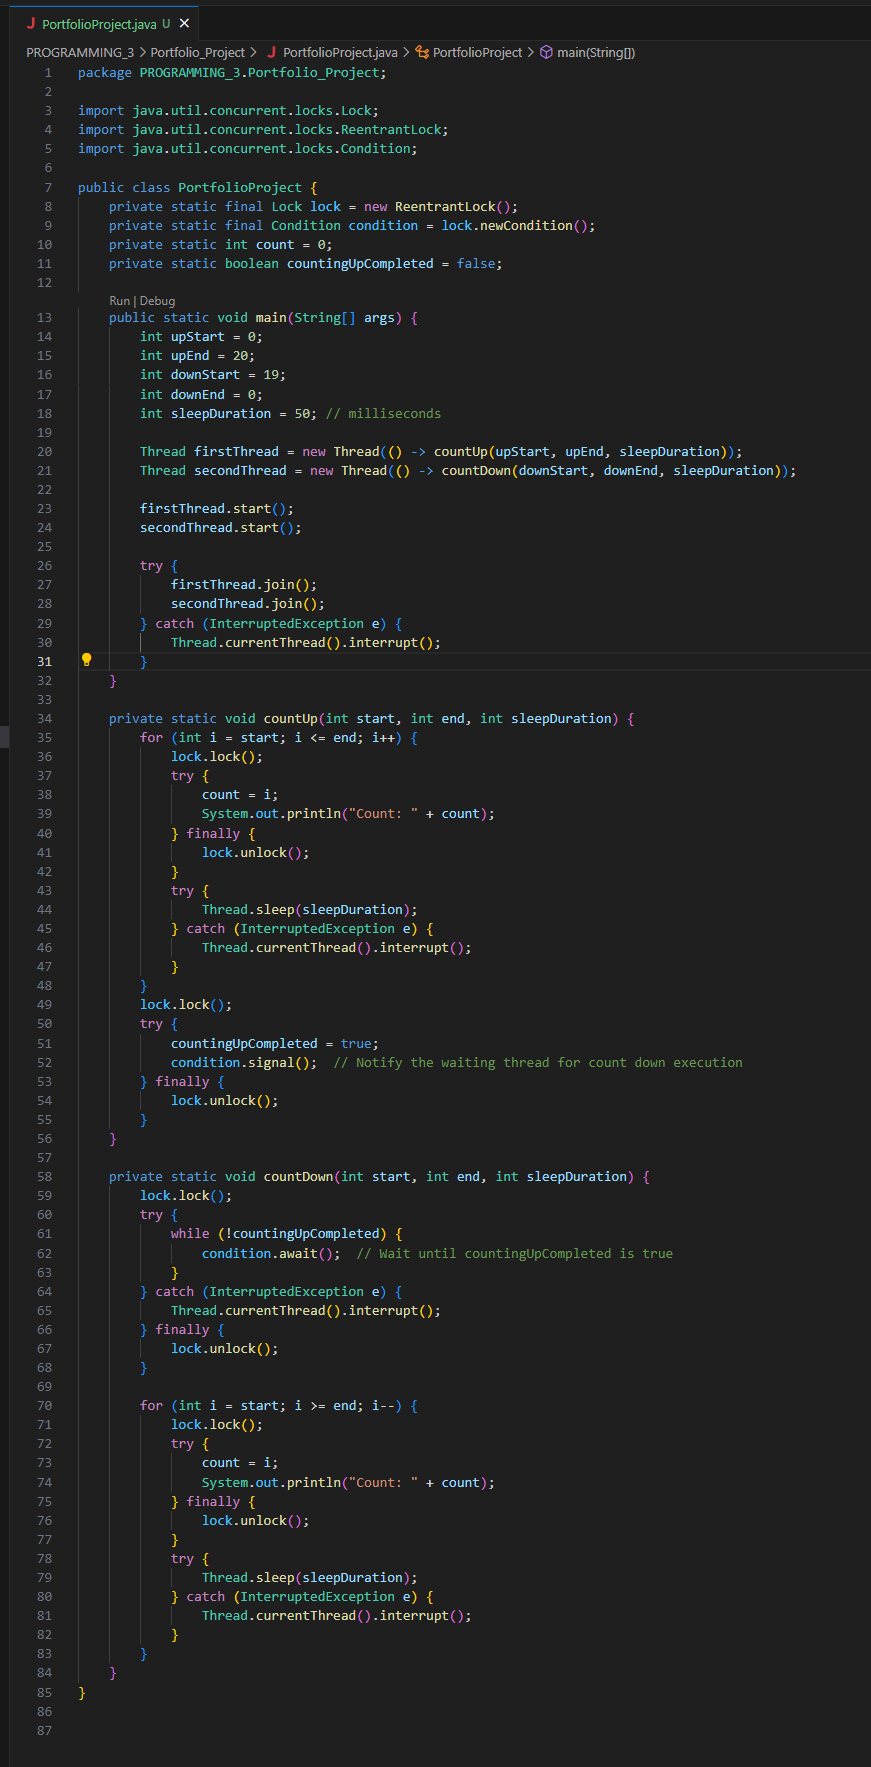 PortfolioProject.java U ×
PROGRAMMING_3 > Portfolio_Project > PortfolioProject.java > PortfolioProject > main(String[])
1 package PROGRAMMING_3.Portfolio_Project;
2
3 import java.util.concurrent.locks.Lock;
4 import java.util.concurrent.locks.ReentrantLock;
5 import java.util.concurrent.locks.Condition;
6
7 public class PortfolioProject {
8     private static final Lock lock = new ReentrantLock();
9     private static final Condition condition = lock.newCondition();
10     private static int count = 0;
11     private static boolean countingUpCompleted = false;
12
Run | Debug
13     public static void main(String[] args) {
14         int upStart = 0;
15         int upEnd = 20;
16         int downStart = 19;
17         int downEnd = 0;
18         int sleepDuration = 50; // milliseconds
19
20         Thread firstThread = new Thread(() -> countUp(upStart, upEnd, sleepDuration));
21         Thread secondThread = new Thread(() -> countDown(downStart, downEnd, sleepDuration));
22
23         firstThread.start();
24         secondThread.start();
25
26         try {
27             firstThread.join();
28             secondThread.join();
29         } catch (InterruptedException e) {
30             Thread.currentThread().interrupt();
31         }
32     }
33
34     private static void countUp(int start, int end, int sleepDuration) {
35         for (int i = start; i <= end; i++) {
36             lock.lock();
37             try {
38                 count = i;
39                 System.out.println("Count: " + count);
40             } finally {
41                 lock.unlock();
42             }
43             try {
44                 Thread.sleep(sleepDuration);
45             } catch (InterruptedException e) {
46                 Thread.currentThread().interrupt();
47             }
48         }
49         lock.lock();
50         try {
51             countingUpCompleted = true;
52             condition.signal();  // Notify the waiting thread for count down execution
53         } finally {
54             lock.unlock();
55         }
56     }
57
58     private static void countDown(int start, int end, int sleepDuration) {
59         lock.lock();
60         try {
61             while (!countingUpCompleted) {
62                 condition.await();  // Wait until countingUpCompleted is true
63             }
64         } catch (InterruptedException e) {
65             Thread.currentThread().interrupt();
66         } finally {
67             lock.unlock();
68         }
69
70         for (int i = start; i >= end; i--) {
71             lock.lock();
72             try {
73                 count = i;
74                 System.out.println("Count: " + count);
75             } finally {
76                 lock.unlock();
77             }
78             try {
79                 Thread.sleep(sleepDuration);
80             } catch (InterruptedException e) {
81                 Thread.currentThread().interrupt();
82             }
83         }
84     }
85 }
86
87